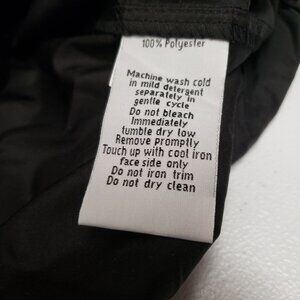 100% Polyester
Machine wash cold
in mild detergent
separately in
gentle cycle
Do not bleach
Immediately
tumble dry low
Remove promptly
Touch up with cool iron
face side only
Do not iron trim
Do not dry clean